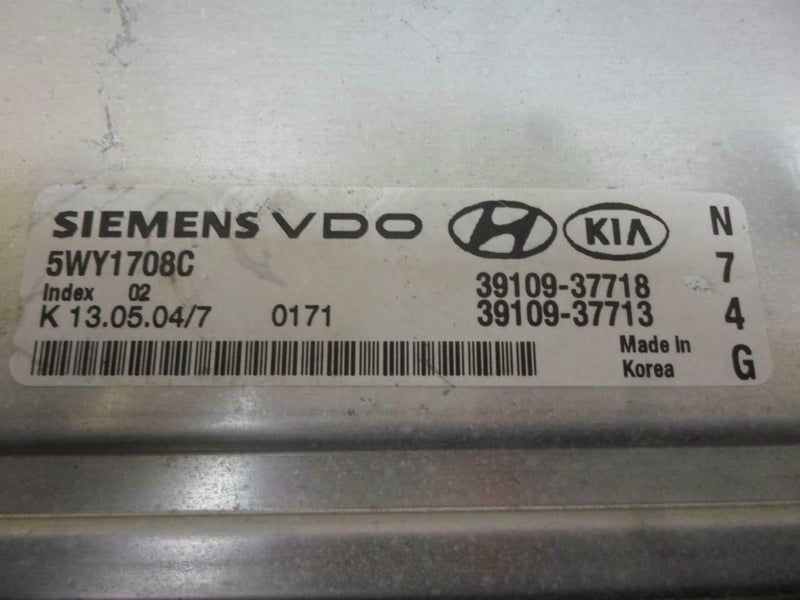 SIEMENS VDO KIA N
5WY1708C 39109-37718 7
Index 02 39109-37713 4
K 13.05.04/7 0171
Made in G
Korea